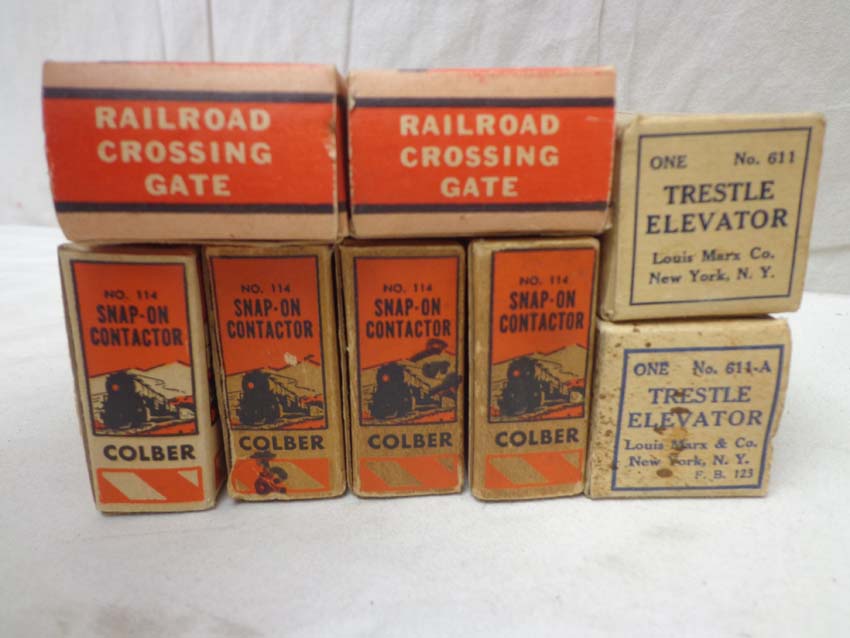 RAILROAD
CROSSING
GATE
RAILROAD
CROSSING
GATE
ONE No. 611
TRESTLE
ELEVATOR
Louis Marx Co.
New York, N. Y.
NO. 114
SNAP-ON
CONTACTOR
COLBER
NO. 114
SNAP-ON
CONTACTOR
COLBER
NO. 114
SNAP-ON
CONTACTOR
COLBER
NO. 114
SNAP-ON
CONTACTOR
COLBER
ONE No. 611-A
TRESTLE
ELEVATOR
Louis Marx & Co.
New York, N. Y.
F. B. 123